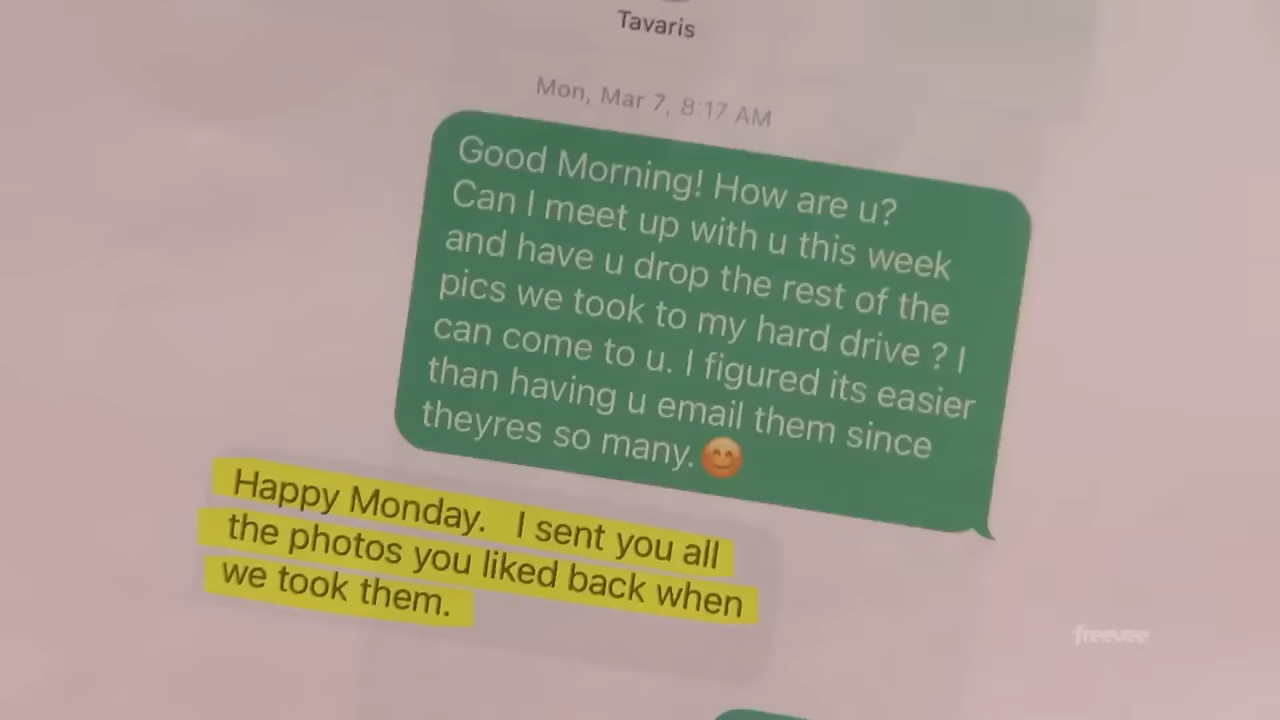 Tavaris
Mon, Mar 7, 8:17 AM
Good Morning! How are u?
Can I meet up with u this week
and have u drop the rest of the
pics we took to my hard drive ? I
can come to u. I figured its easier
than having u email them since
theyres so many.😊
Happy Monday.   I sent you all
the photos you liked back when
we took them.
freevee